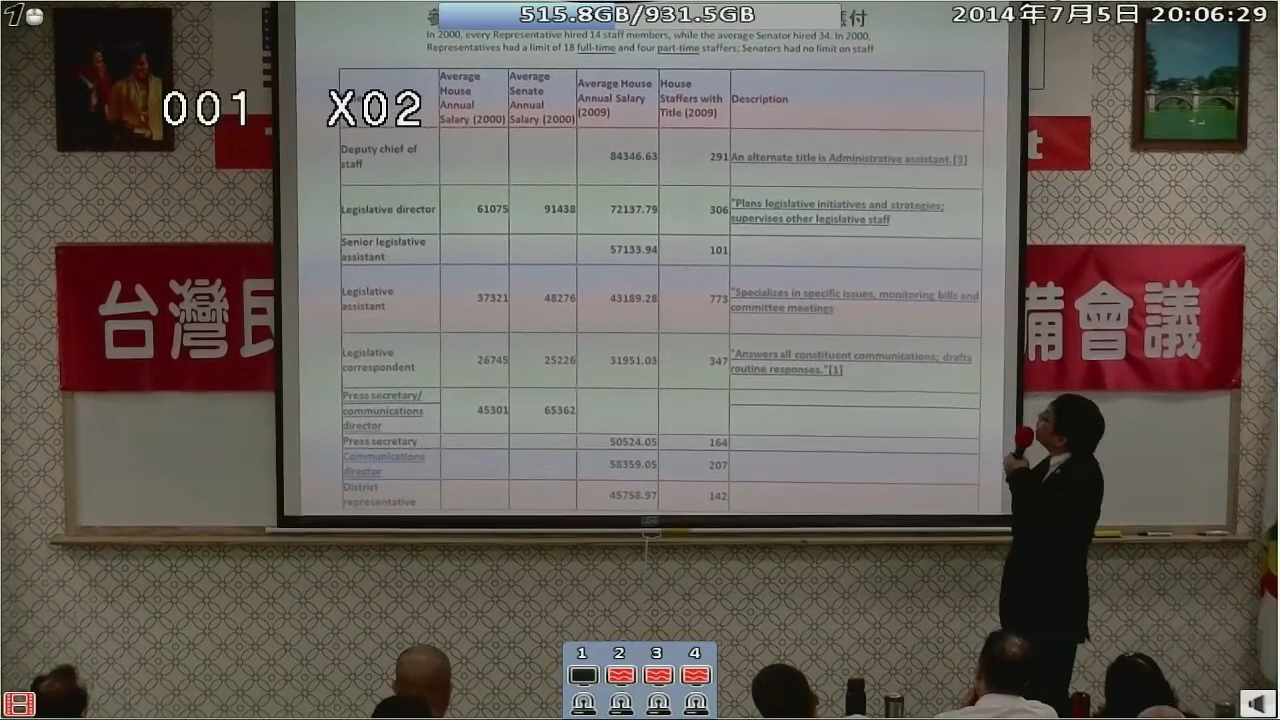 515.8GB/931.5GB
2014年7月5日 20:06:29
付
In 2000, every Representative hired 14 staff members, while the average Senator hired 34. In 2000,
Representatives had a limit of 18 full-time and four part-time staffers; Senators had no limit on staff
001 X02
Average House Annual Salary (2000) Average Senate Annual Salary (2000) Average House Annual Salary (2009) House Staffers with Title (2009) Description
t
Deputy chief of staff 84346.63 291 An alternate title is Administrative assistant.[3]
Legislative director 61075 91438 72137.79 306 "Plans legislative initiatives and strategies; supervises other legislative staff
Senior legislative assistant 57133.94 101
Legislative assistant 37321 48276 43189.28 773 "Specializes in specific issues, monitoring bills and committee meetings
Legislative correspondent 26745 25226 31951.03 347 "Answers all constituent communications; drafts routine responses."[1]
Press secretary/ communications director 45301 65362
Press secretary 50524.05 164
Communications director 58359.05 207
District representative 45758.97 142
台灣民
備會議
1 2 3 4